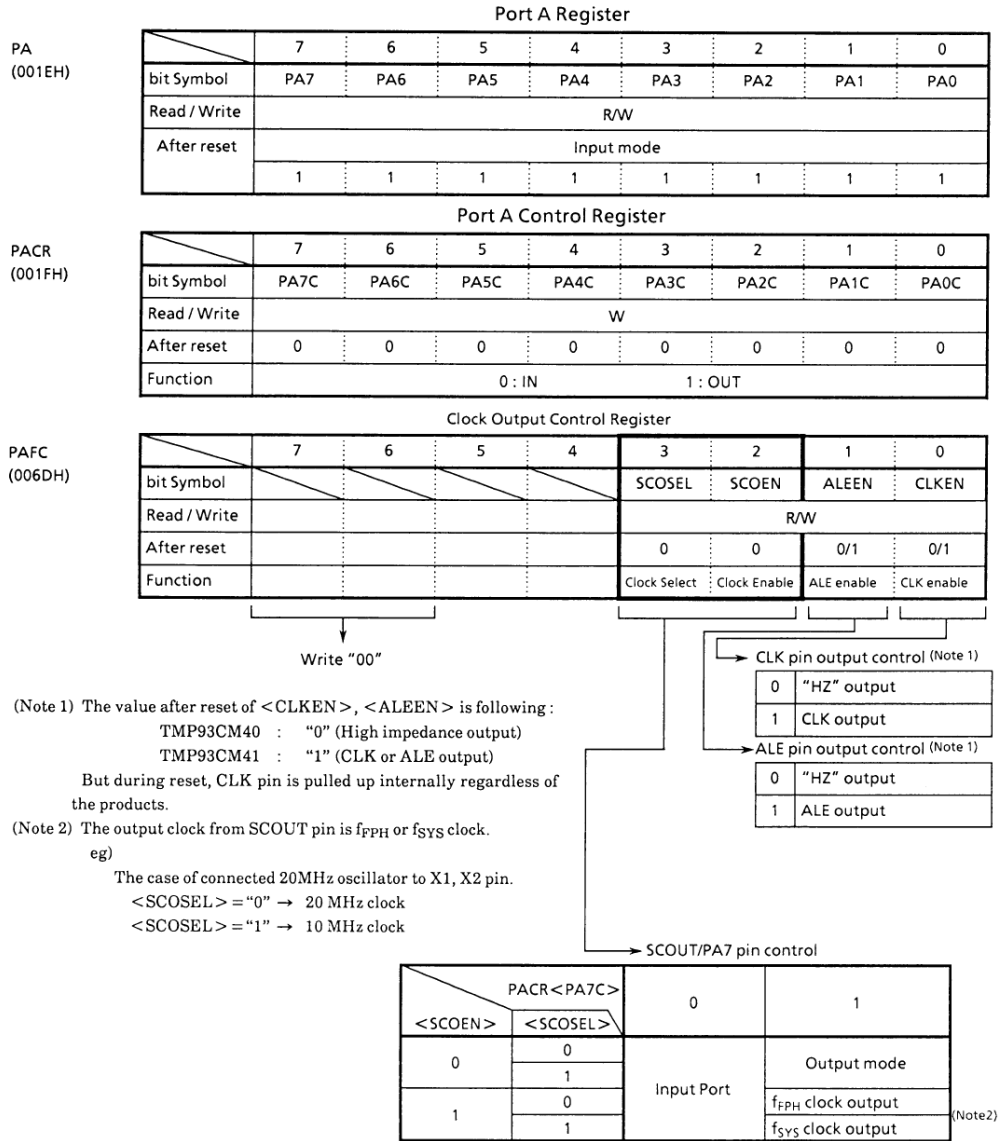 Port A Register
PA
(001EH)
7 6 5 4 3 2 1 0
bit Symbol PA7 PA6 PA5 PA4 PA3 PA2 PA1 PA0
Read / Write R/W
After reset Input mode
1 1 1 1 1 1 1 1
Port A Control Register
PACR
(001FH)
7 6 5 4 3 2 1 0
bit Symbol PA7C PA6C PA5C PA4C PA3C PA2C PA1C PA0C
Read / Write W
After reset 0 0 0 0 0 0 0 0
Function 0 : IN 1 : OUT
Clock Output Control Register
PAFC
(006DH)
7 6 5 4 3 2 1 0
bit Symbol SCOSEL SCOEN ALEEN CLKEN
Read / Write R/W
After reset 0 0 0/1 0/1
Function Clock Select Clock Enable ALE enable CLK enable
Write "00"
CLK pin output control (Note 1)
0 "HZ" output
1 CLK output
ALE pin output control (Note 1)
0 "HZ" output
1 ALE output
(Note 1) The value after reset of <CLKEN>, <ALEEN> is following :
TMP93CM40 : "0" (High impedance output)
TMP93CM41 : "1" (CLK or ALE output)
But during reset, CLK pin is pulled up internally regardless of
the products.
(Note 2) The output clock from SCOUT pin is fFPH or fSYS clock.
eg)
The case of connected 20MHz oscillator to X1, X2 pin.
<SCOSEL> = "0" → 20 MHz clock
<SCOSEL> = "1" → 10 MHz clock
SCOUT/PA7 pin control
PACR<PA7C> 0 1
<SCOEN> <SCOSEL>
0 0 Input Port Output mode
1
1 0 fFPH clock output (Note2)
1 fSYS clock output